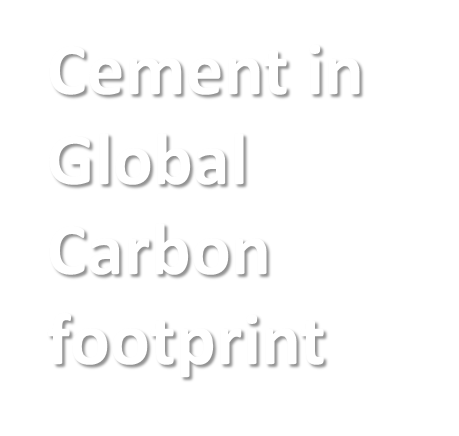 Cement in
Global
Carbon
footprint